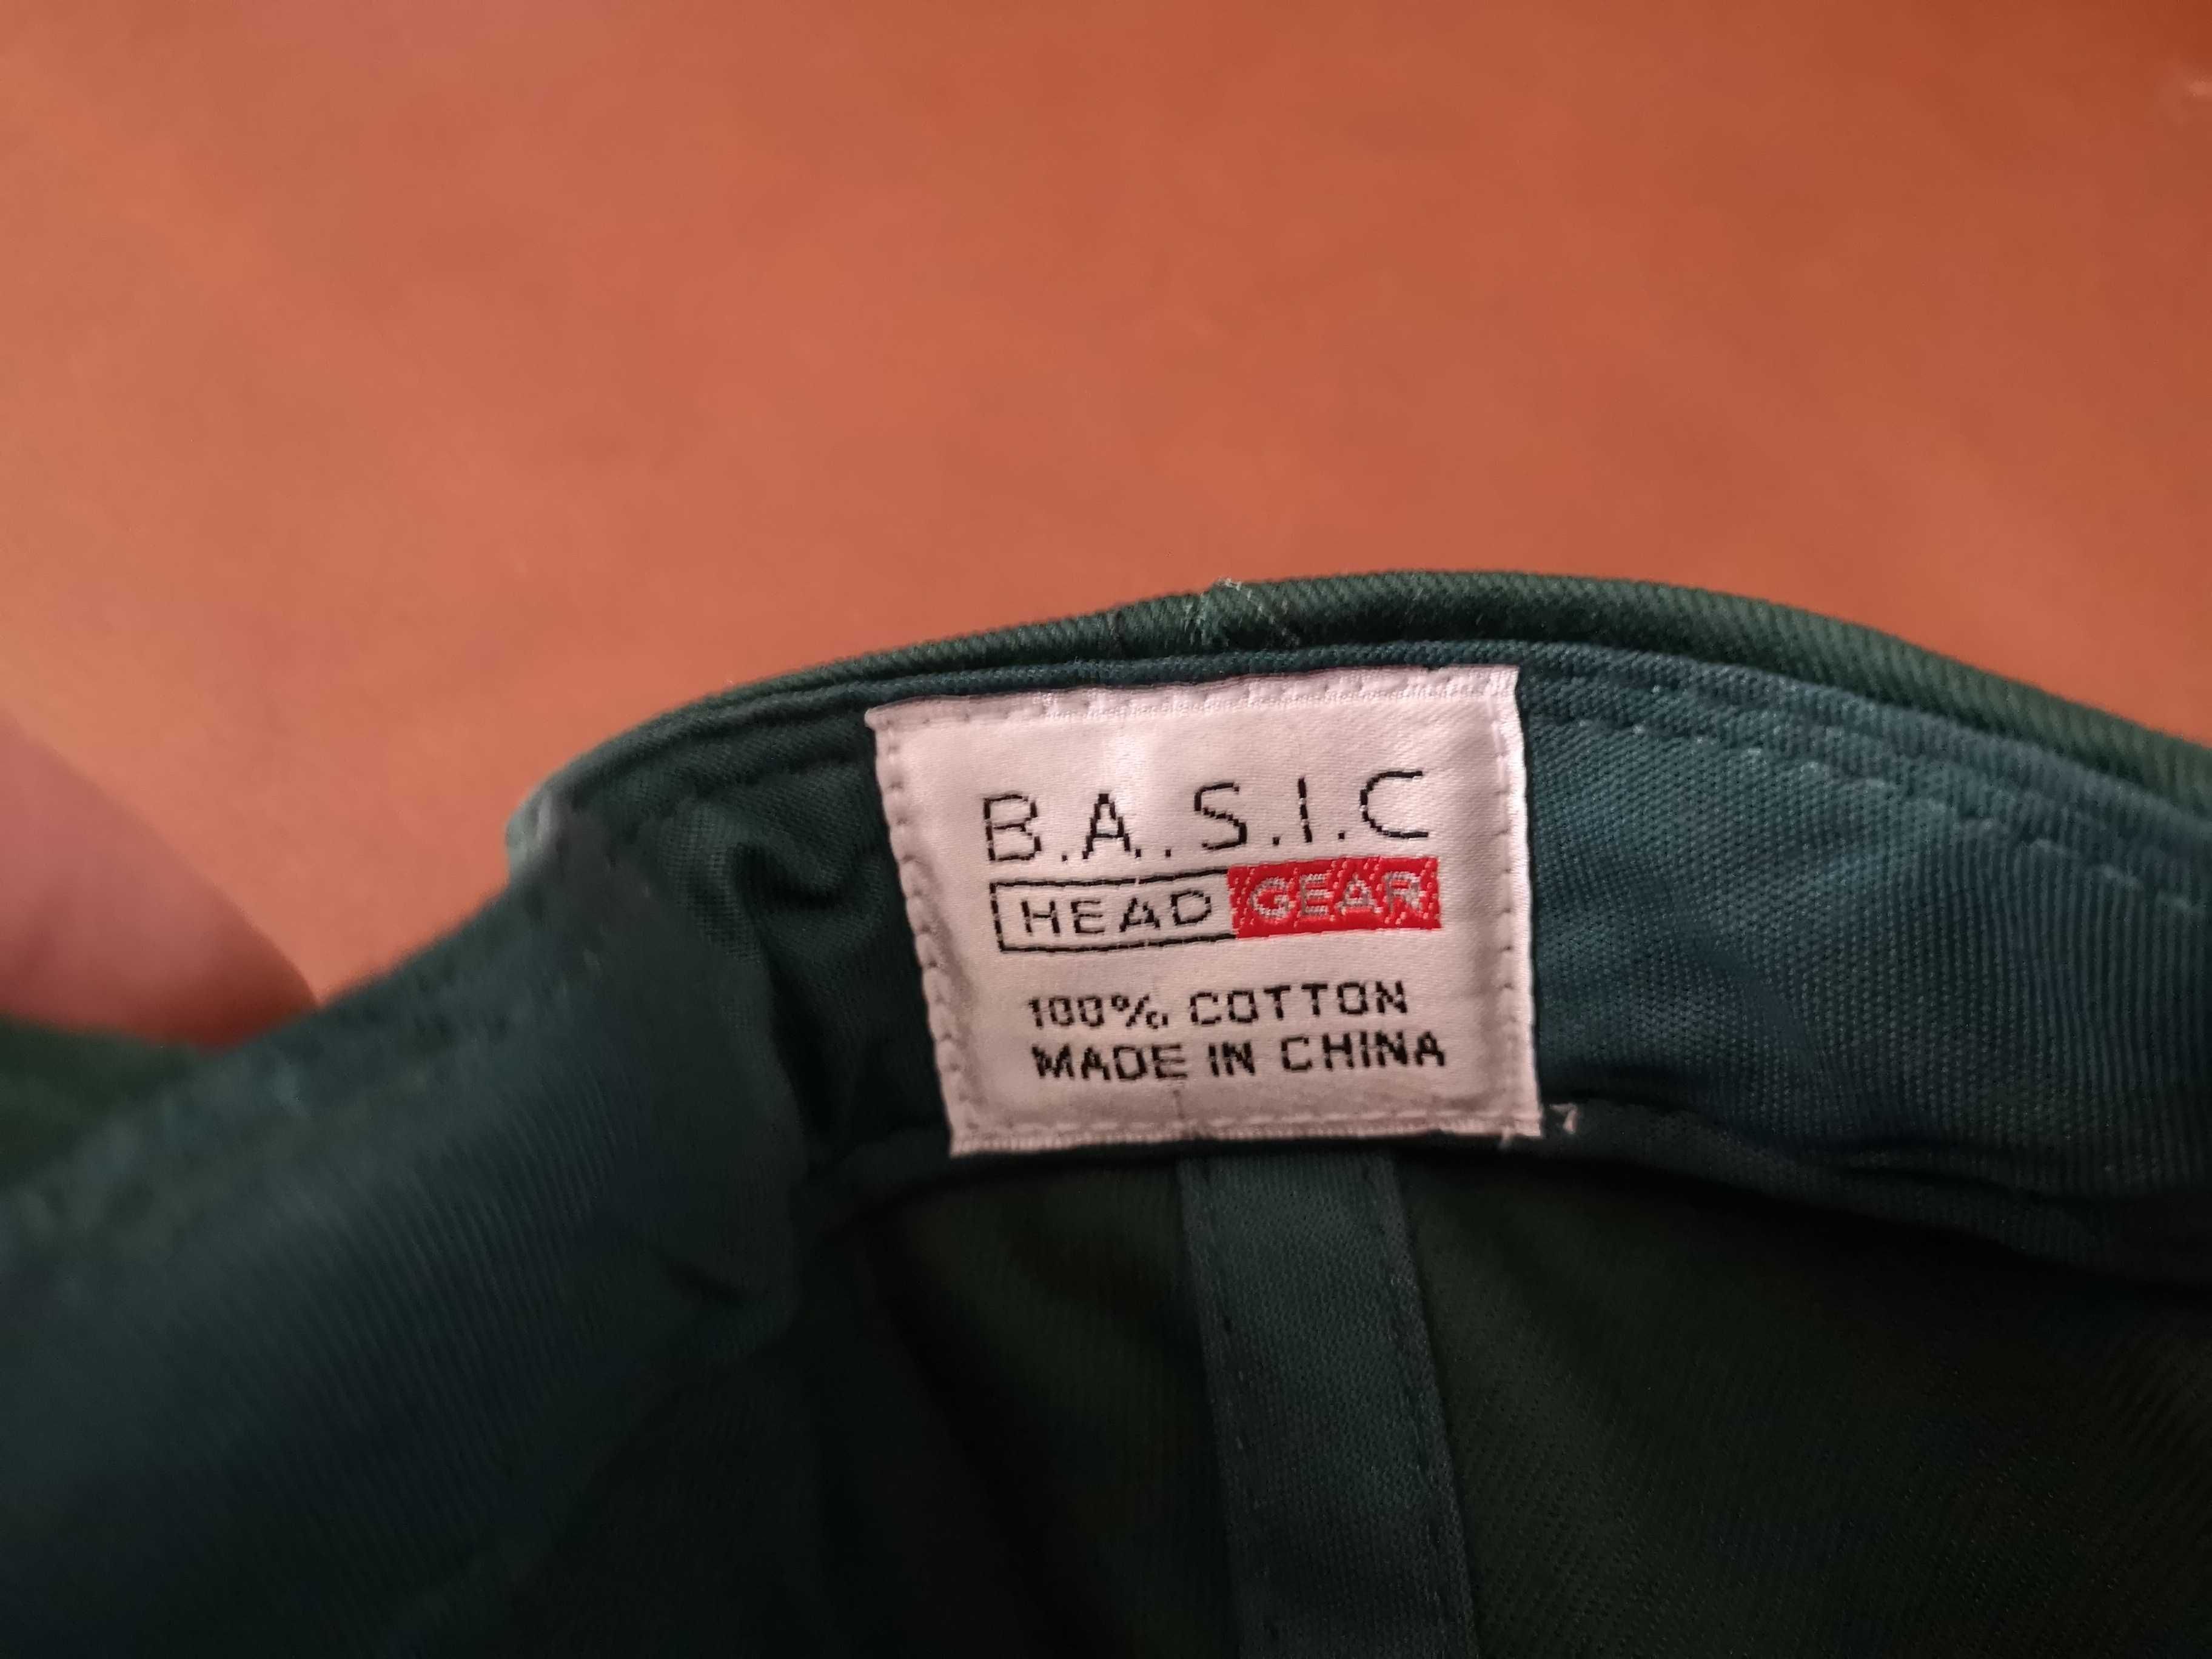 B.A.S.I.C
HEAD GEAR
100% COTTON
MADE IN CHINA